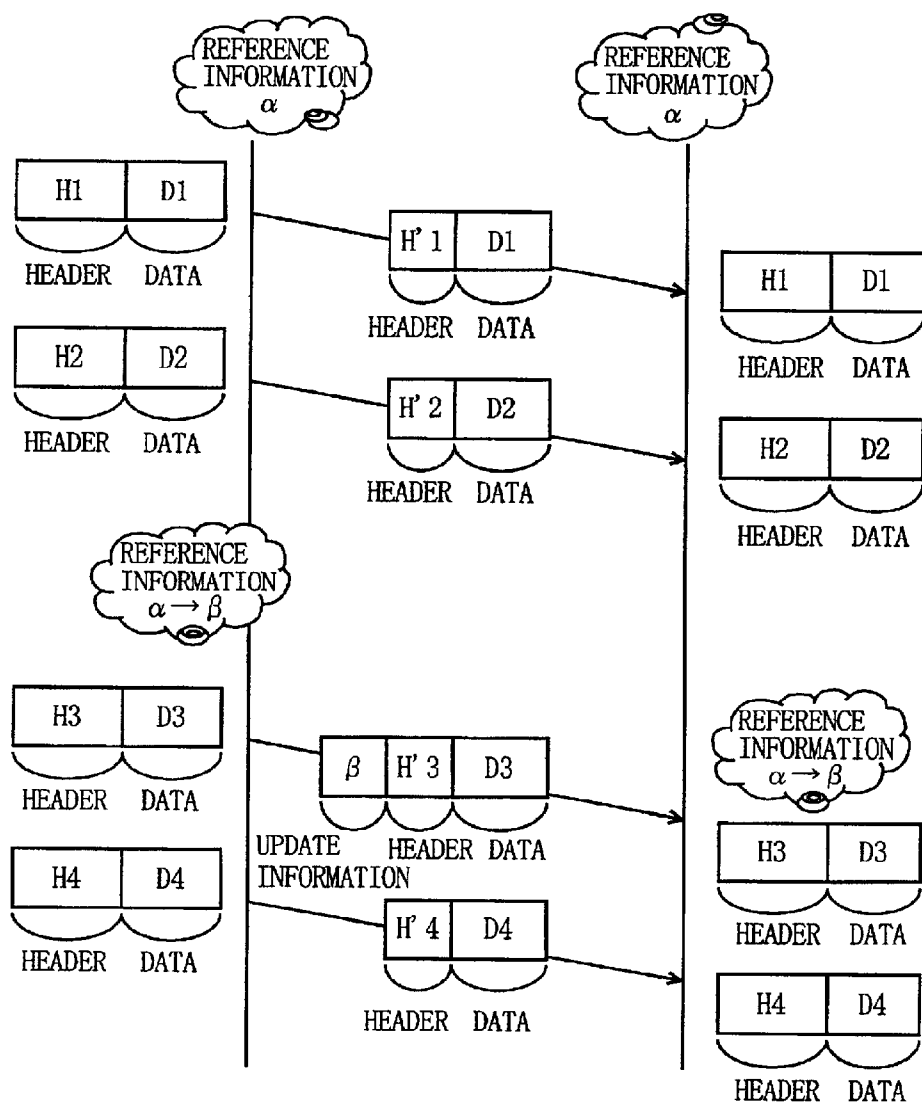 REFERENCE
INFORMATION
α
REFERENCE
INFORMATION
α
H1 D1
HEADER DATA
H'1 D1
HEADER DATA
H1 D1
HEADER DATA
H2 D2
HEADER DATA
H'2 D2
HEADER DATA
H2 D2
HEADER DATA
REFERENCE
INFORMATION
α → β
H3 D3
HEADER DATA
β H'3 D3
UPDATE
INFORMATION
HEADER DATA
REFERENCE
INFORMATION
α → β
H3 D3
HEADER DATA
H4 D4
HEADER DATA
H'4 D4
HEADER DATA
H4 D4
HEADER DATA